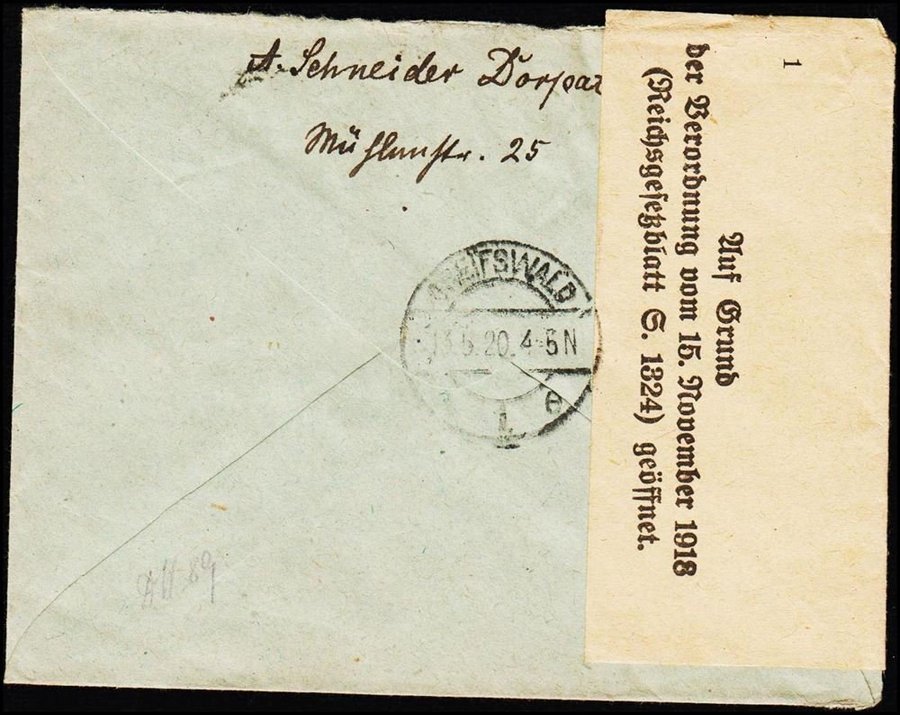 A. Schneider Dorpat
Mühlenstr. 25
GREIFSWALD
13.5.20. 4-5 N
1 e
1
Auf Grund
der Verordnung vom 15. November 1918
(Reichsgesetzblatt S. 1324) geöffnet.